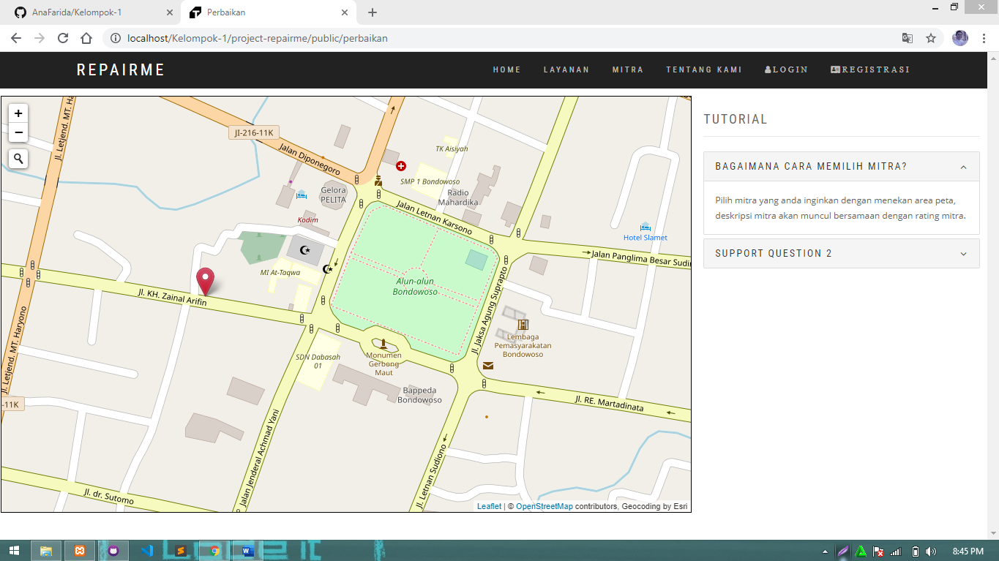 AnaFarida/Kelompok-1
Perbaikan
localhost/Kelompok-1/project-repairme/public/perbaikan
REPAIRME
HOME
LAYANAN
MITRA
TENTANG KAMI
LOGIN
REGISTRASI
+
−
Jl. Letjend. MT. Ha
JI-216-11K
Jalan Diponegoro
TK Aisiyah
SMP 1 Bondowoso
Radio
Mahardika
Gelora
PELITA
Kodim
Jalan Letnan Karsono
Hotel Slamet
Jalan Panglima Besar Sudir
MI At-Taqwa
Alun-alun
Bondowoso
Jl. KH. Zainal Arifin
Jl. Jaksa Agung Suprapto
Jl. Letjend. MT. Haryono
Lembaga
Pemasyarakatan
Bondowoso
SDN Dabasah
01
Monumen
Gerbong
Maut
Bappeda
Bondowoso
-11K
Jl. RE. Martadinata
Jalan Jenderal Achmad Yani
Jl. Letnan Sudiono
Jl. dr. Sutomo
Leaflet | © OpenStreetMap contributors, Geocoding by Esri
TUTORIAL
BAGAIMANA CARA MEMILIH MITRA?
Pilih mitra yang anda inginkan dengan menekan area peta,
deskripsi mitra akan muncul bersamaan dengan rating mitra.
SUPPORT QUESTION 2
8:45 PM